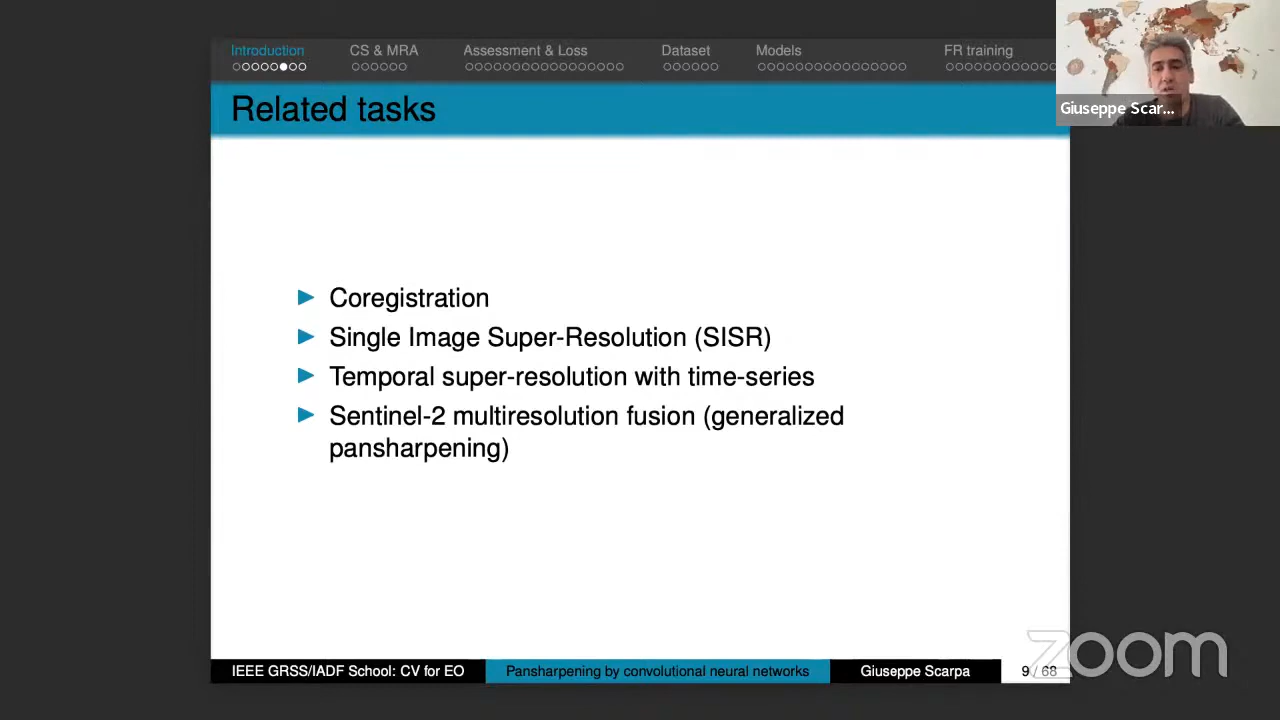 Introduction CS & MRA Assessment & Loss Dataset Models FR training
Giuseppe Scar...
Related tasks
Coregistration
Single Image Super-Resolution (SISR)
Temporal super-resolution with time-series
Sentinel-2 multiresolution fusion (generalized
pansharpening)
IEEE GRSS/IADF School: CV for EO Pansharpening by convolutional neural networks Giuseppe Scarpa 9 / 68
zoom